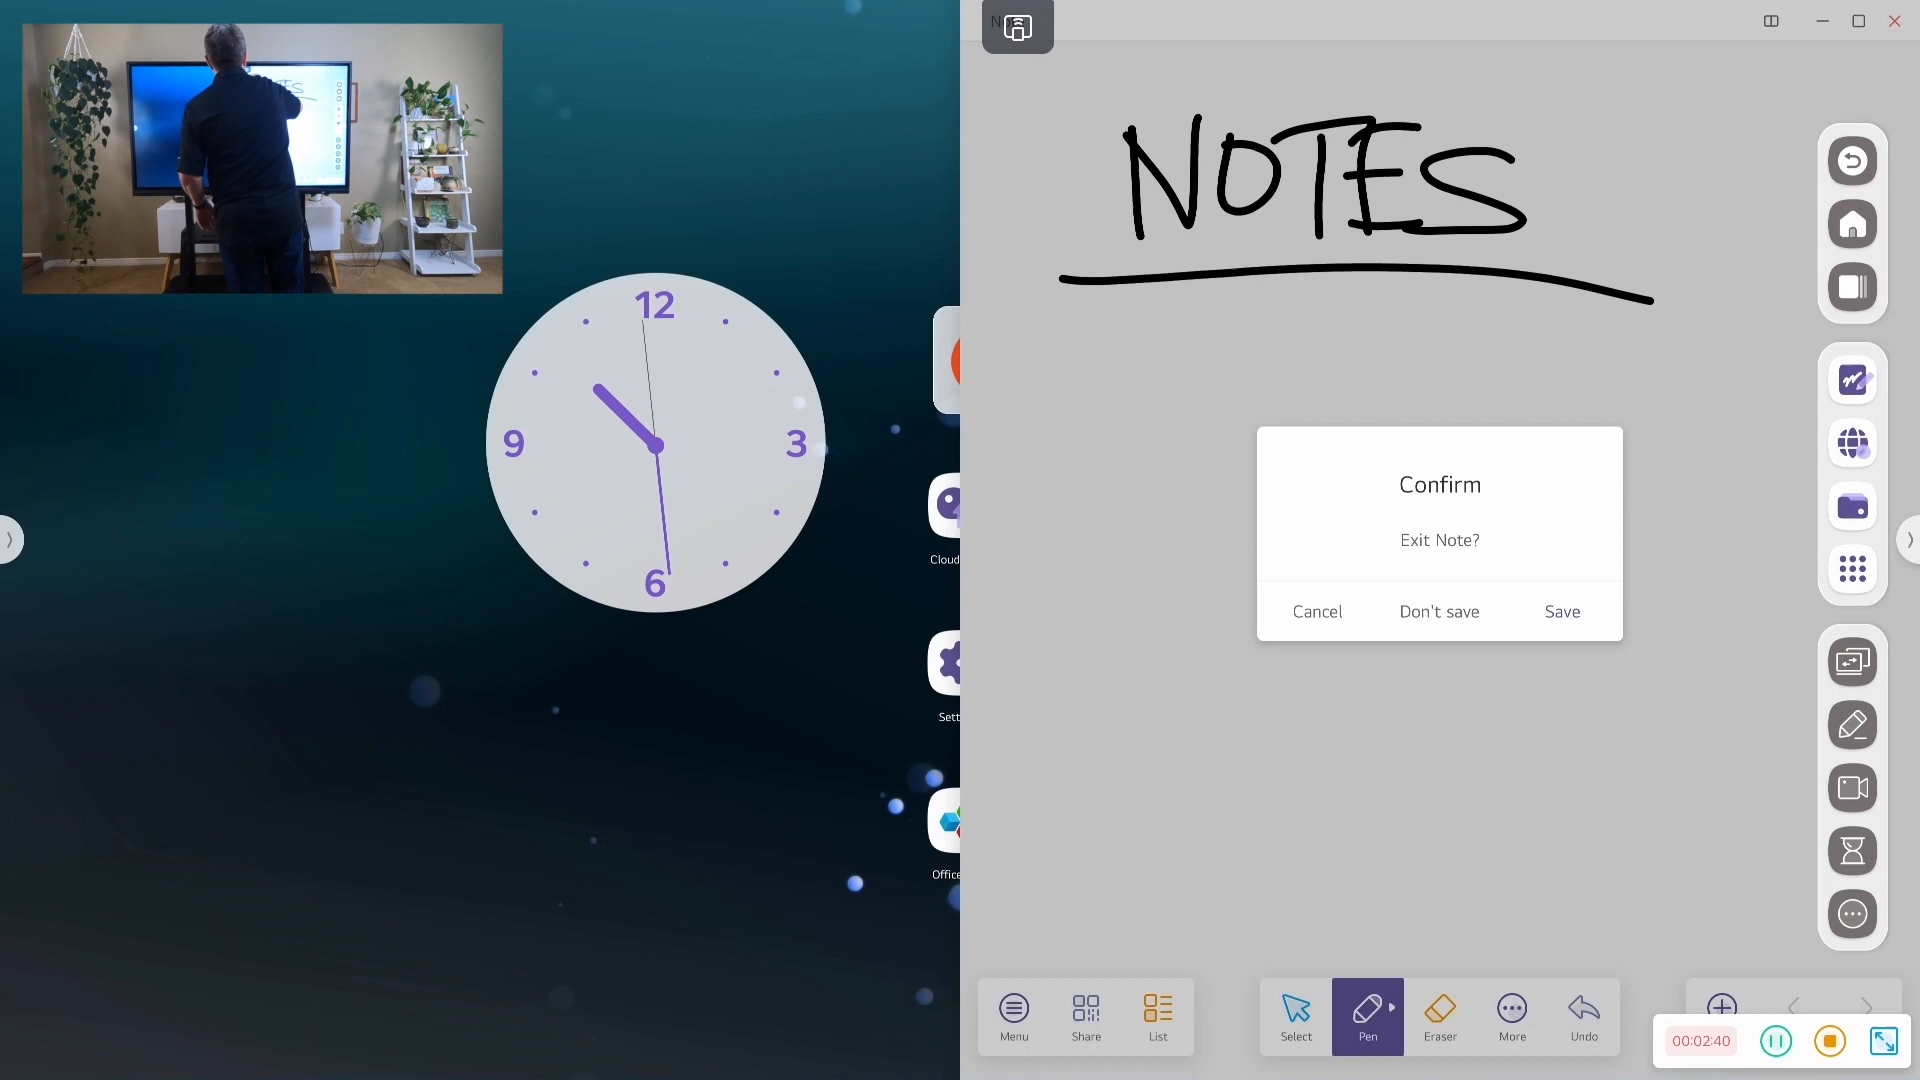 NOTES
12
9
3
6
Cloud
Sett
Office
Confirm
Exit Note?
Cancel
Don't save
Save
Menu
Share
List
Select
Pen
Eraser
More
Undo
00:02:40